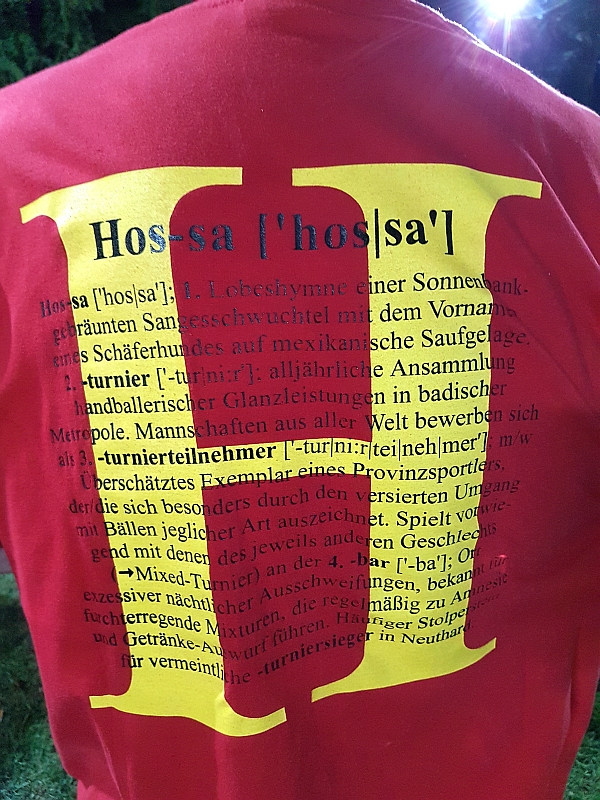 Hos-sa ['hos|sa']
Hos-sa ['hos|sa']; 1. Lobeshymne einer Sonnenbank-
gebräunten Sangesschwuchtel mit dem Vornamen
eines Schäferhundes auf mexikanische Saufgelage.
2. -turnier ['-tur|ni:r']; alljährliche Ansammlung
handballerischer Glanzleistungen in badischer
Metropole. Mannschaften aus aller Welt bewerben sich
als 3. -turnierteilnehmer ['-tur|ni:r|tei|neh|mer']; m/w
Überschätztes Exemplar eines Provinzsportlers,
der/die sich besonders durch den versierten Umgang
mit Bällen jeglicher Art auszeichnet. Spielt vorwie-
gend mit denen des jeweils anderen Geschlechts
(→Mixed-Turnier) an der 4. -bar ['-ba']; Ort
exzessiver nächtlicher Ausschweifungen, bekannt für
furchterregende Mixturen, die regelmäßig zu Amnesie
und Getränke-Auswurf führen. Häufiger Stolperstein
für vermeintliche -turniersieger in Neuthard.